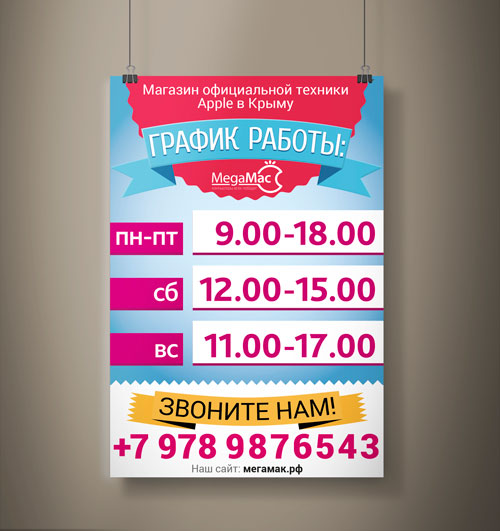 Магазин официальной техники
Apple в Крыму
ГРАФИК РАБОТЫ:
MegaMac
ПН-ПТ 9.00-18.00
СБ 12.00-15.00
ВС 11.00-17.00
ЗВОНИТЕ НАМ!
+7 978 9876543
Наш сайт: мегамак.рф